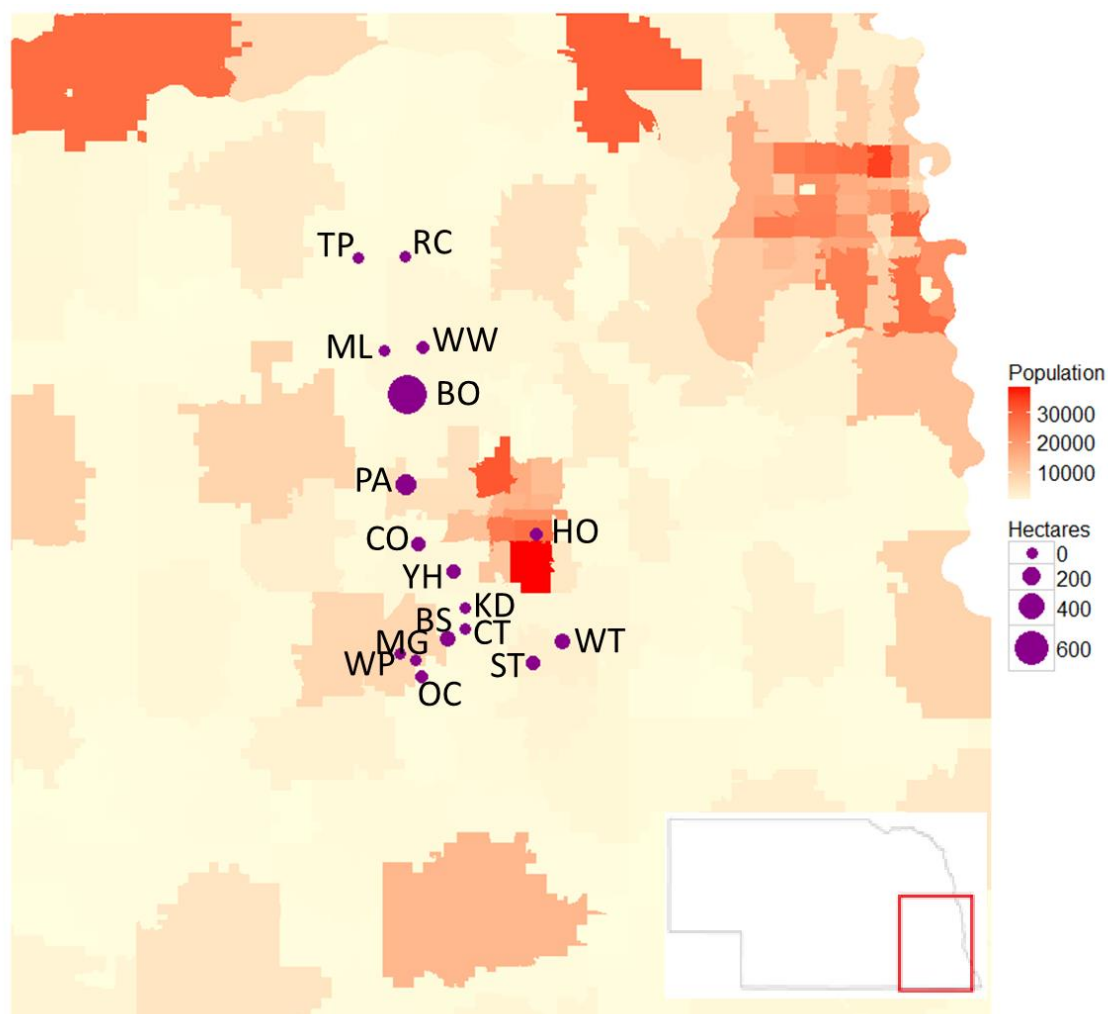 TP
RC
ML
WW
BO
PA
CO
HO
YH
KD
BS
CT
MG
WT
WP
ST
OC
Population
30000
20000
10000
Hectares
0
200
400
600